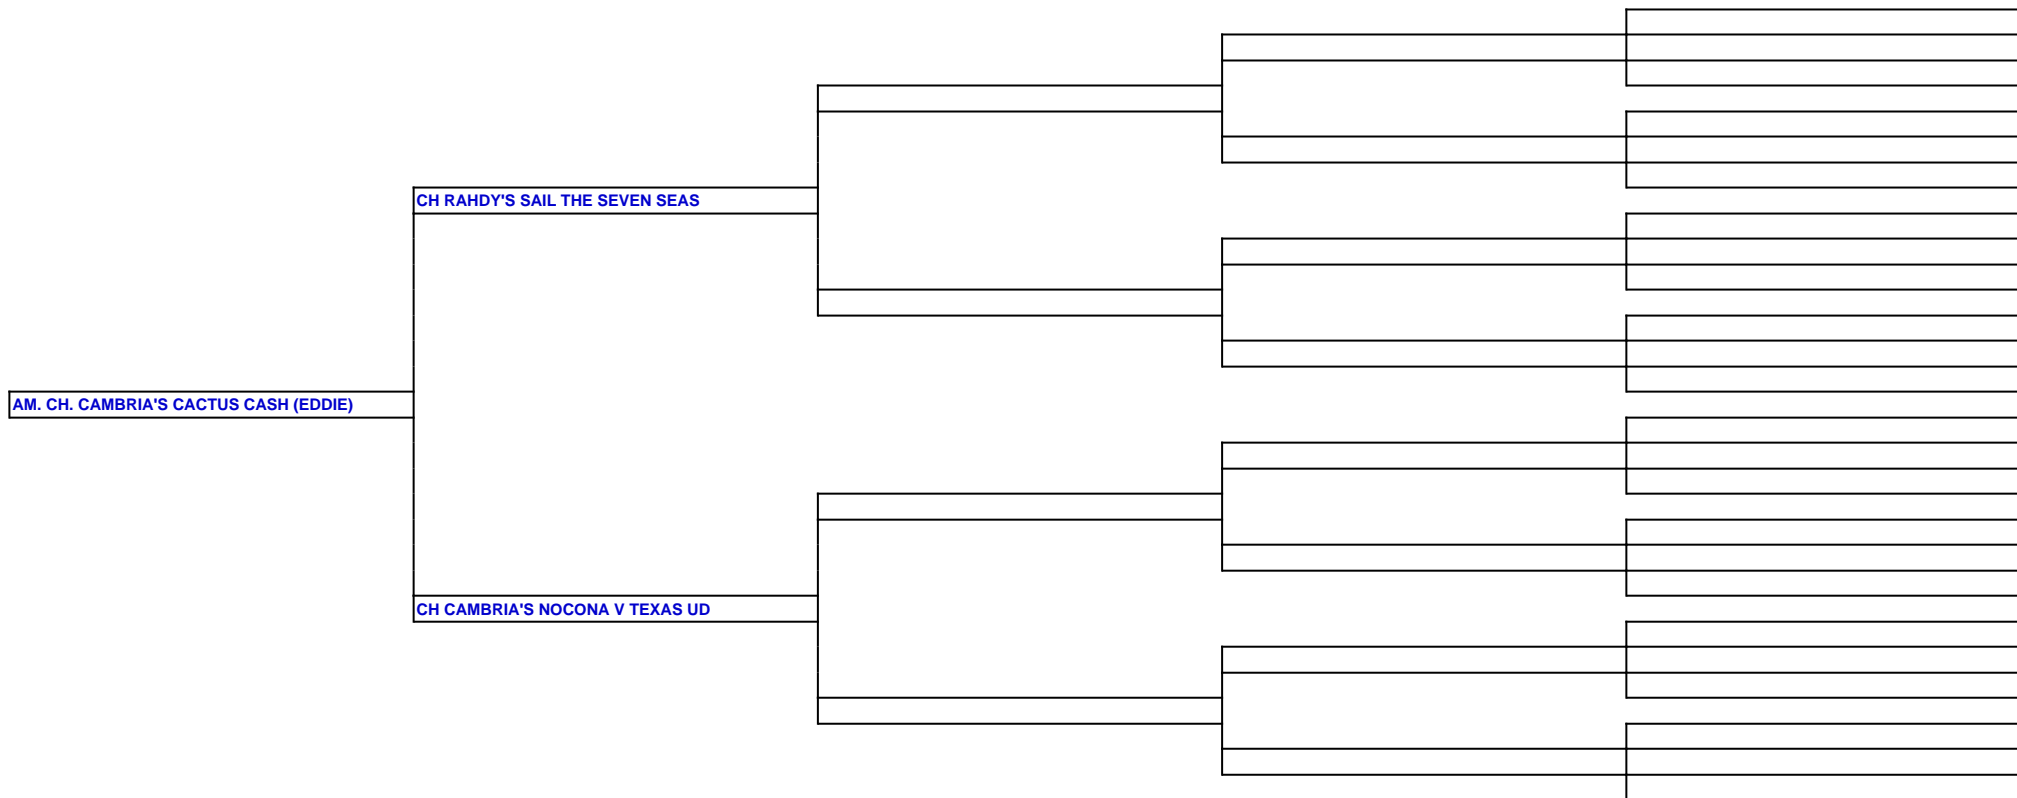 CH RAHDY'S SAIL THE SEVEN SEAS
AM. CH. CAMBRIA'S CACTUS CASH (EDDIE)
CH CAMBRIA'S NOCONA V TEXAS UD